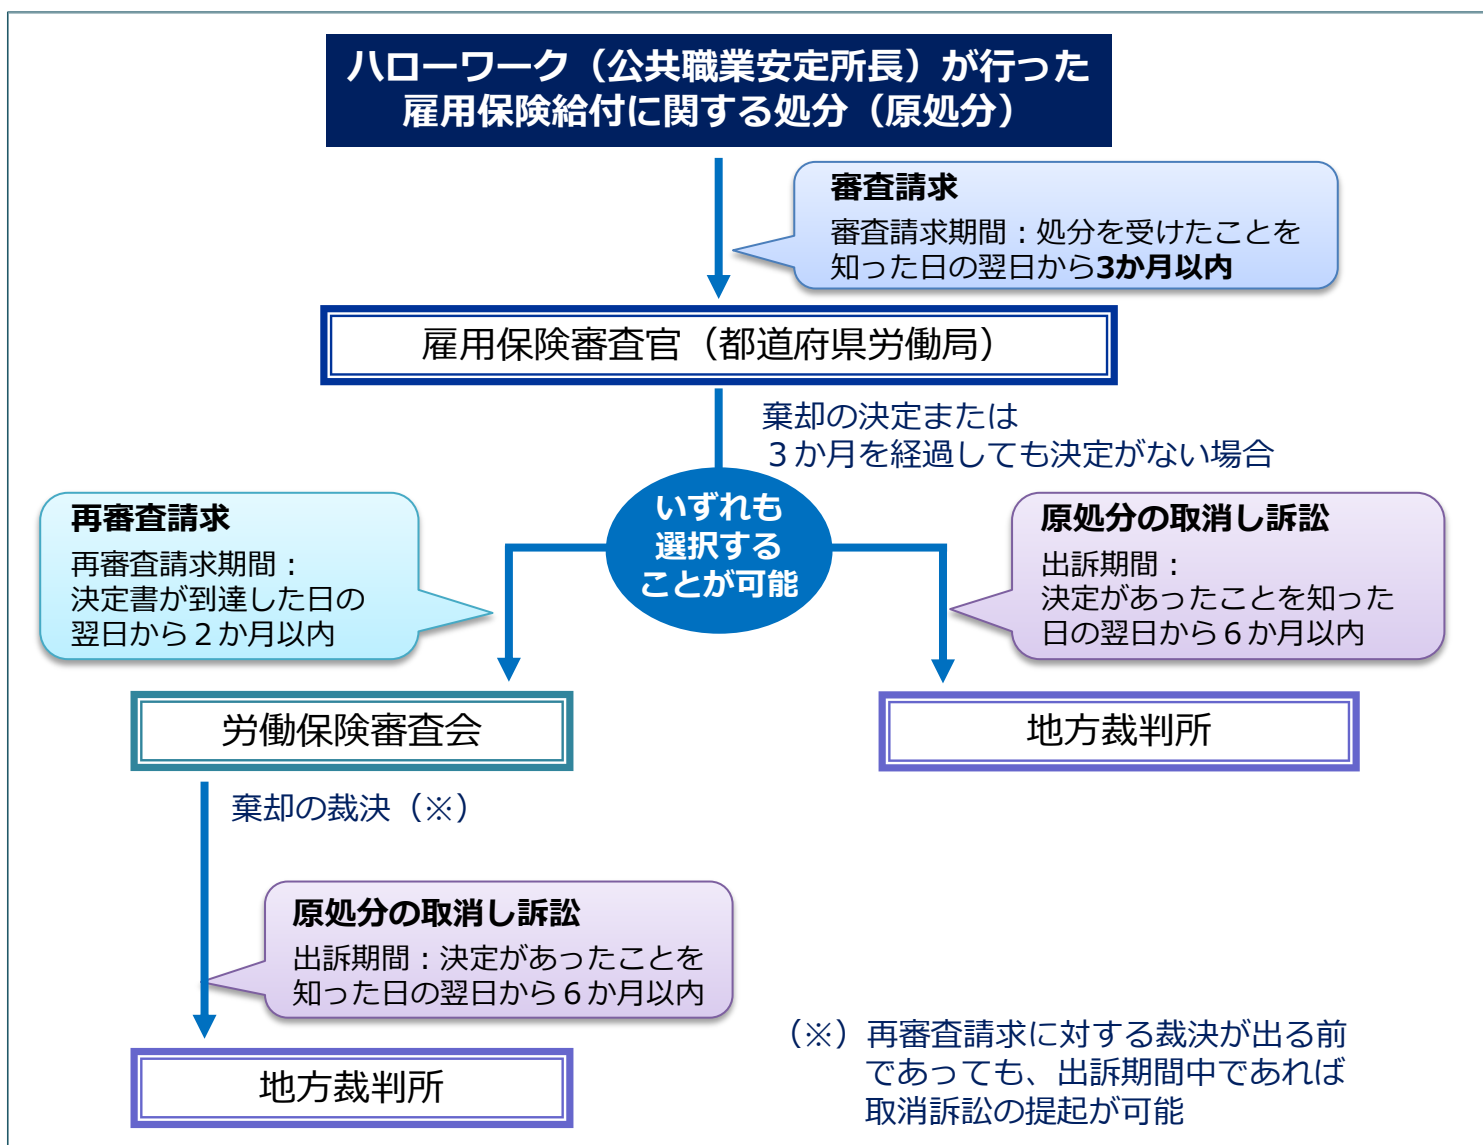 ハローワーク（公共職業安定所長）が行った
雇用保険給付に関する処分（原処分）
審査請求
審査請求期間：処分を受けたことを
知った日の翌日から3か月以内
雇用保険審査官（都道府県労働局）
棄却の決定または
３か月を経過しても決定がない場合
いずれも
選択する
ことが可能
再審査請求
再審査請求期間：
決定書が到達した日の
翌日から２か月以内
原処分の取消し訴訟
出訴期間：
決定があったことを知った
日の翌日から６か月以内
労働保険審査会
地方裁判所
棄却の裁決（※）
原処分の取消し訴訟
出訴期間：決定があったことを
知った日の翌日から６か月以内
地方裁判所
（※）再審査請求に対する裁決が出る前
であっても、出訴期間中であれば
取消訴訟の提起が可能